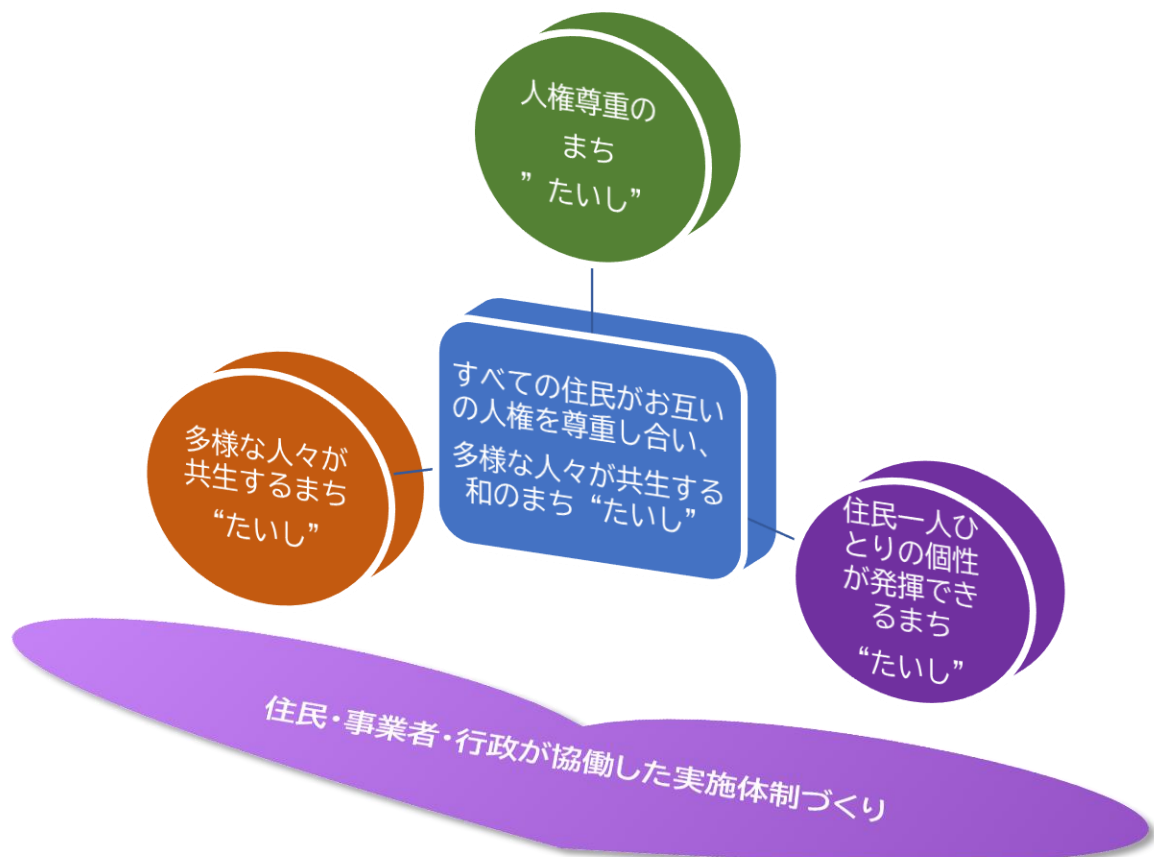 人権尊重の
まち
”たいし”
すべての住民がお互い
の人権を尊重し合い、
多様な人々が共生する
和のまち“たいし”
多様な人々が
共生するまち
“たいし”
住民一人ひ
とりの個性
が発揮でき
るまち
“たいし”
住民・事業者・行政が協働した実施体制づくり